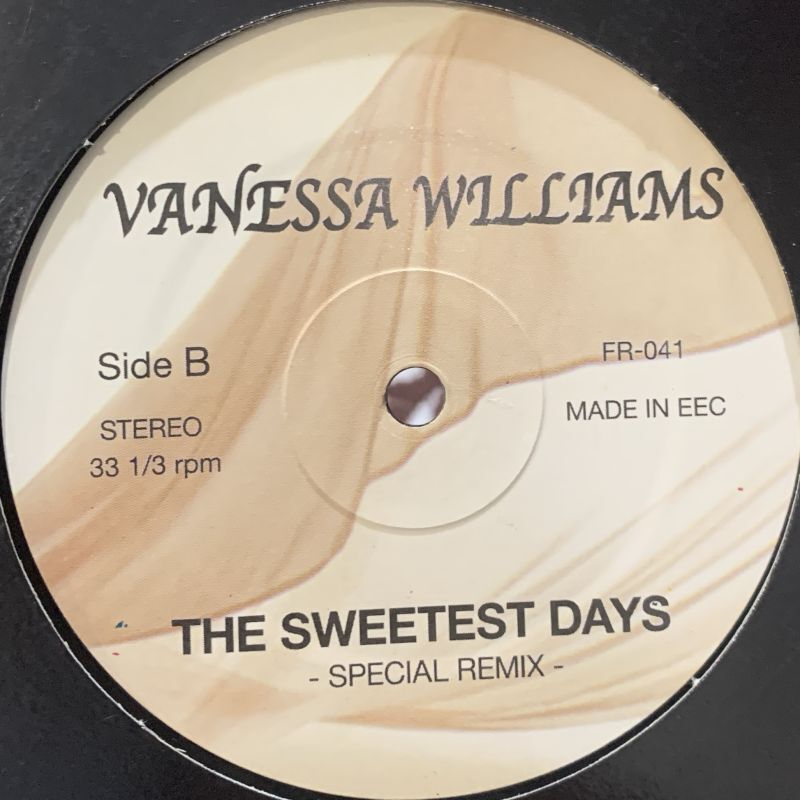 VANESSA WILLIAMS
Side B
STEREO
33 1/3 rpm
FR-041
MADE IN EEC
THE SWEETEST DAYS
- SPECIAL REMIX -